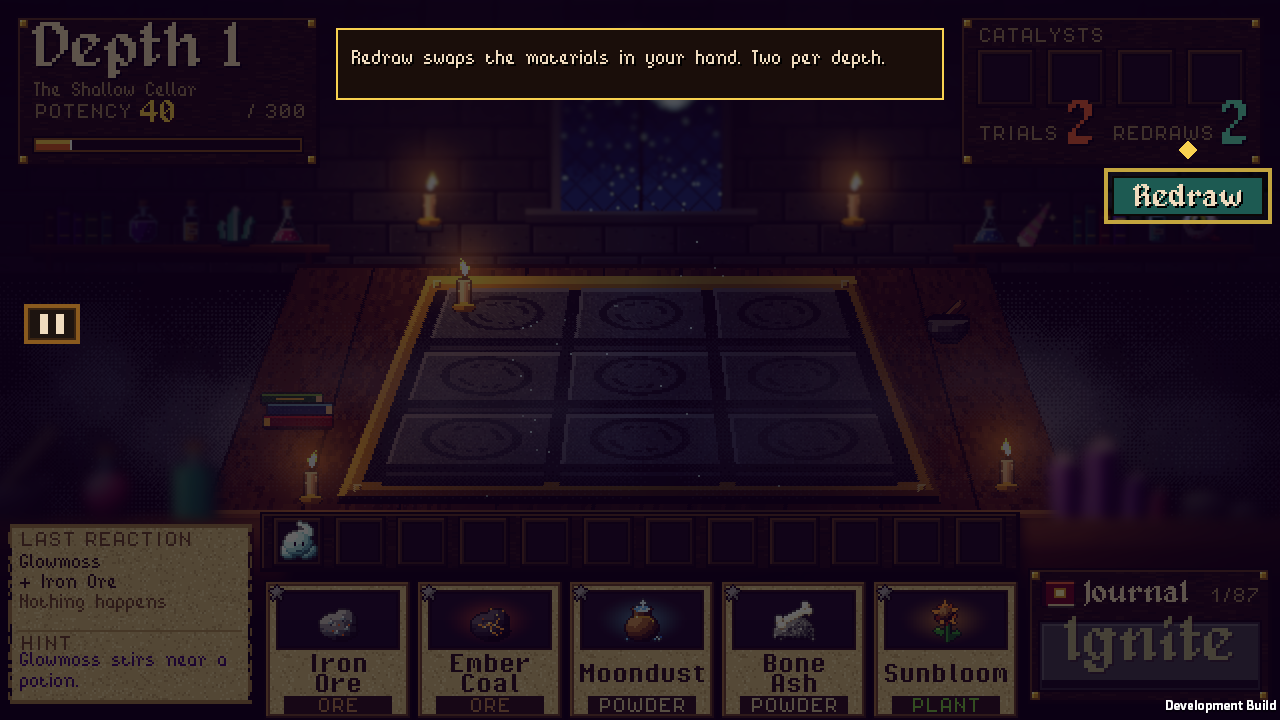 Depth 1
The Shallow Cellar
POTENCY 40 / 300
Redraw swaps the materials in your hand. Two per depth.
CATALYSTS
TRIALS 2 REDRAWS 2
Redraw
LAST REACTION
Glowmoss
+ Iron Ore
Nothing happens
HINT
Glowmoss stirs near a
potion.
Iron
Ore
ORE
Ember
Coal
ORE
Moondust
POWDER
Bone
Ash
POWDER
Sunbloom
PLANT
Journal 1/87
Ignite
Development Build